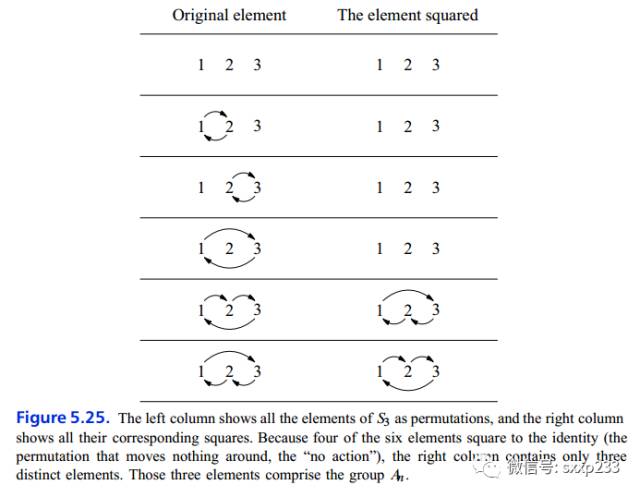 Original element The element squared
1 2 3 1 2 3
1 2 3 1 2 3
1 2 3 1 2 3
1 2 3 1 2 3
1 2 3 1 2 3
1 2 3 1 2 3
Figure 5.25. The left column shows all the elements of S₃ as permutations, and the right column
shows all their corresponding squares. Because four of the six elements square to the identity (the
permutation that moves nothing around, the “no action”), the right column contains only three
distinct elements. Those three elements comprise the group Aₙ.
微信号: sxxp233